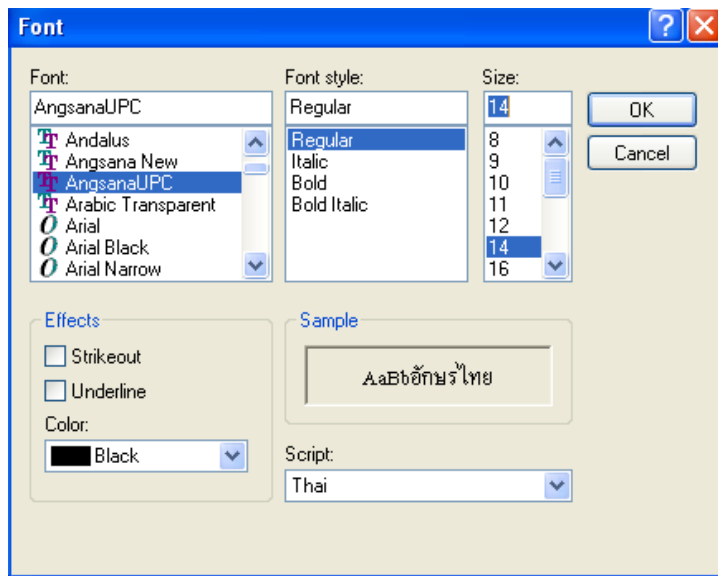 Font
Font:
AngsanaUPC
Andalus
Angsana New
AngsanaUPC
Arabic Transparent
Arial
Arial Black
Arial Narrow
Font style:
Regular
Regular
Italic
Bold
Bold Italic
Size:
14
8
9
10
11
12
14
16
OK
Cancel
Effects
Strikeout
Underline
Color:
Black
Sample
AaBbอักษรไทย
Script:
Thai